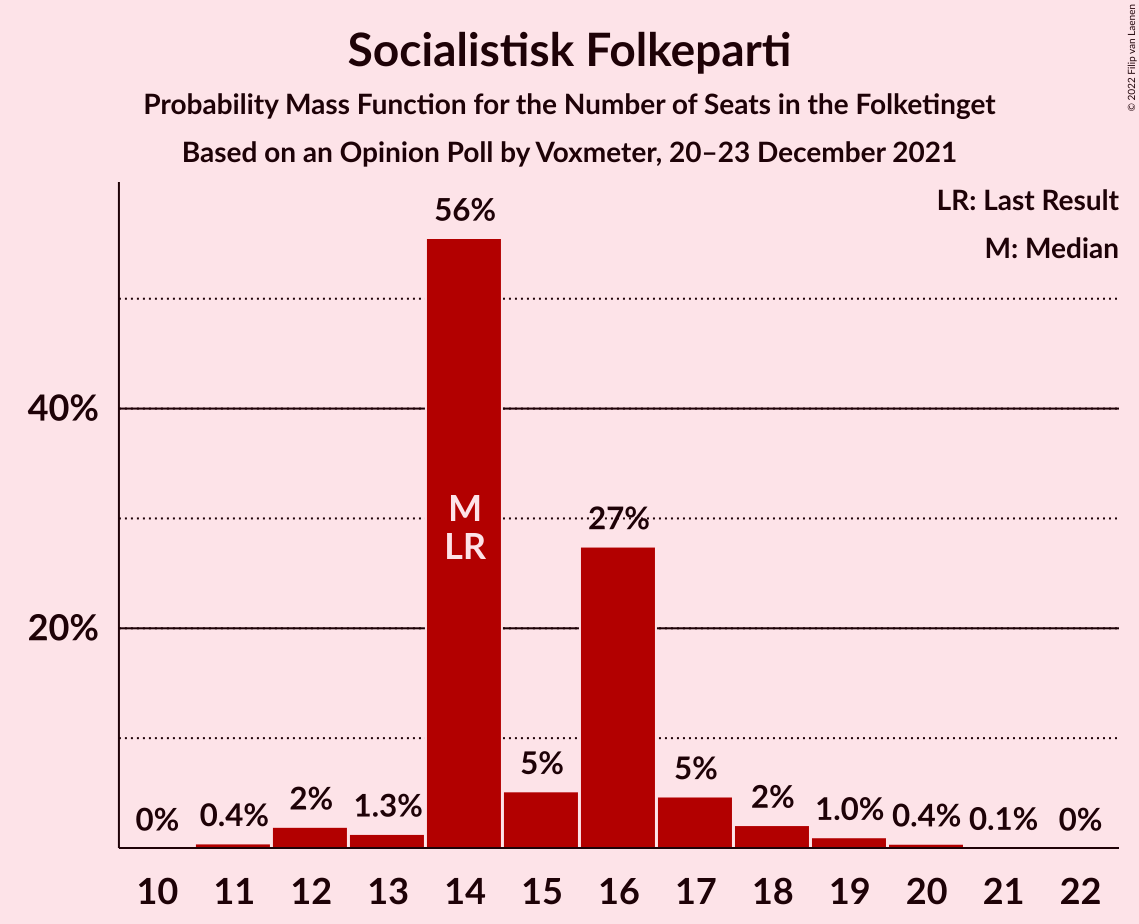 Socialistisk Folkeparti
Probability Mass Function for the Number of Seats in the Folketinget
Based on an Opinion Poll by Voxmeter, 20–23 December 2021
© 2022 Filip van Laenen
LR: Last Result
M: Median
56%
40%
M
LR
27%
20%
5%
5%
2%
2%
1.3%
1.0%
0%
0.4%
0.4%
0.1%
0%
10 11 12 13 14 15 16 17 18 19 20 21 22